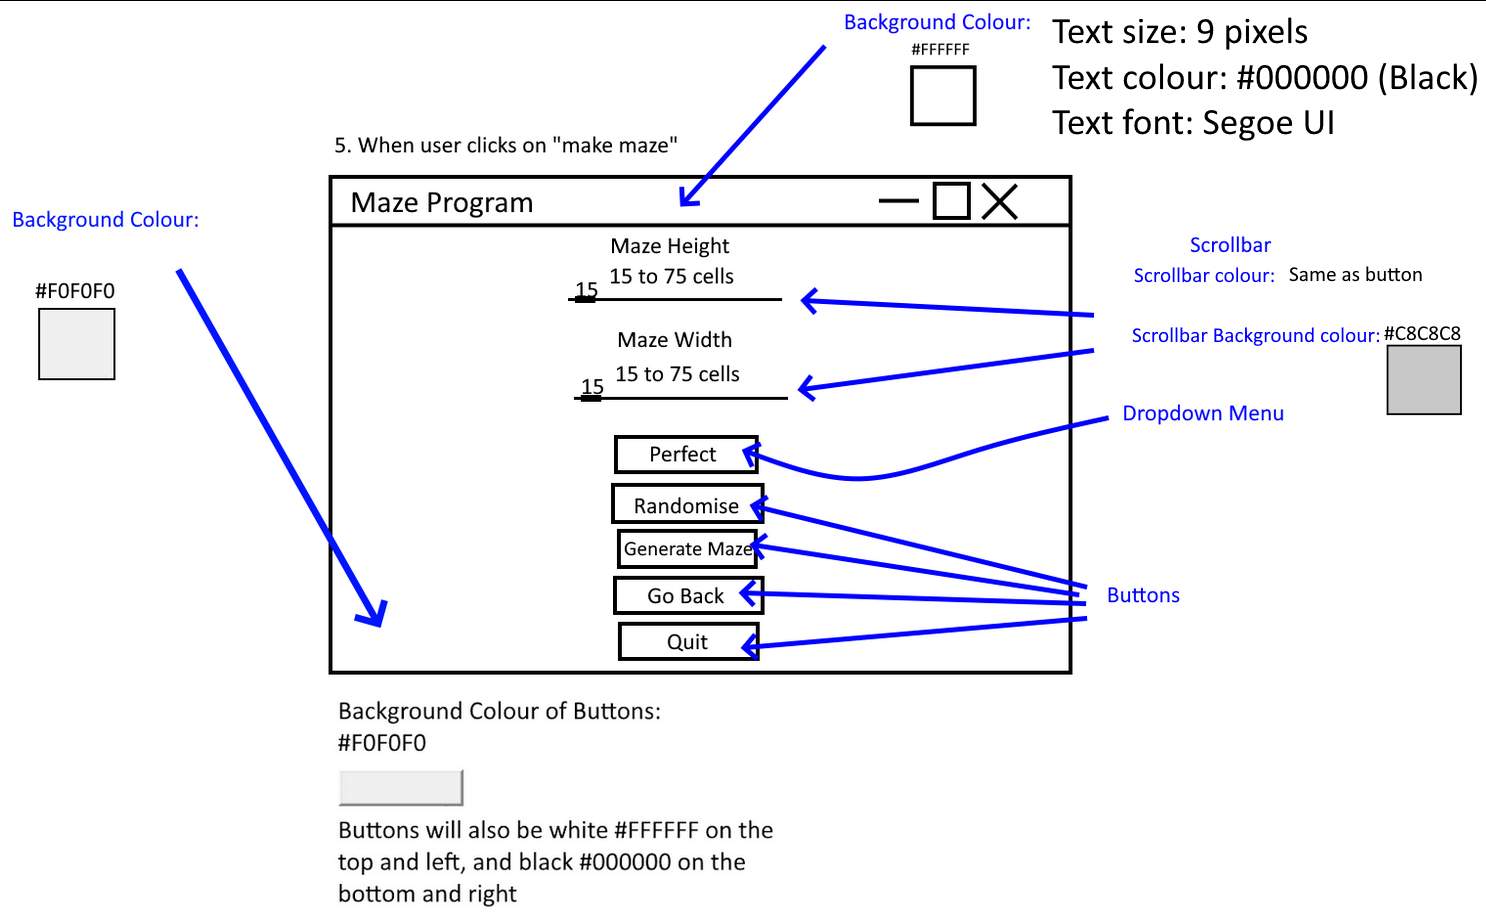 Background Colour:
#FFFFFF
Text size: 9 pixels
Text colour: #000000 (Black)
Text font: Segoe UI
5. When user clicks on "make maze"
Maze Program
Background Colour:
#F0F0F0
Maze Height
15 to 75 cells
15
Maze Width
15 to 75 cells
15
Scrollbar
Scrollbar colour: Same as button
Scrollbar Background colour: #C8C8C8
Dropdown Menu
Perfect
Randomise
Generate Maze
Go Back
Quit
Buttons
Background Colour of Buttons:
#F0F0F0
Buttons will also be white #FFFFFF on the
top and left, and black #000000 on the
bottom and right